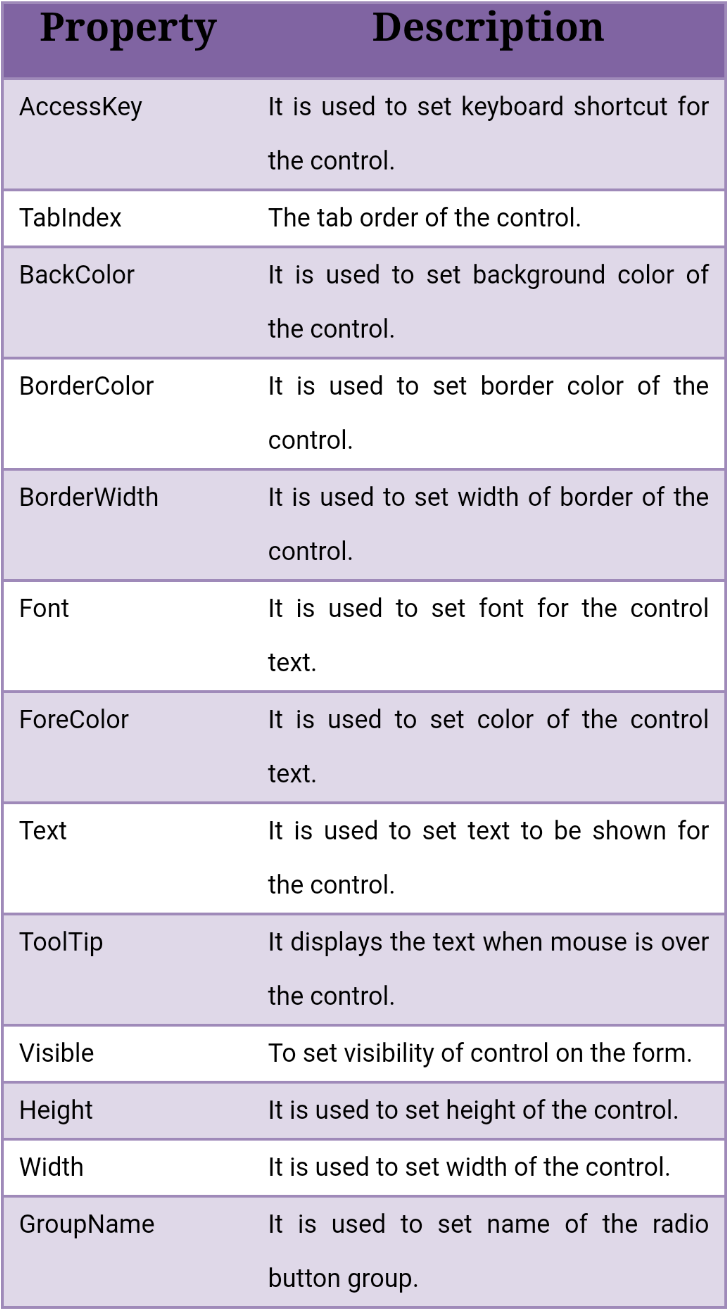 Property Description
AccessKey It is used to set keyboard shortcut for
the control.
TabIndex The tab order of the control.
BackColor It is used to set background color of
the control.
BorderColor It is used to set border color of the
control.
BorderWidth It is used to set width of border of the
control.
Font It is used to set font for the control
text.
ForeColor It is used to set color of the control
text.
Text It is used to set text to be shown for
the control.
ToolTip It displays the text when mouse is over
the control.
Visible To set visibility of control on the form.
Height It is used to set height of the control.
Width It is used to set width of the control.
GroupName It is used to set name of the radio
button group.